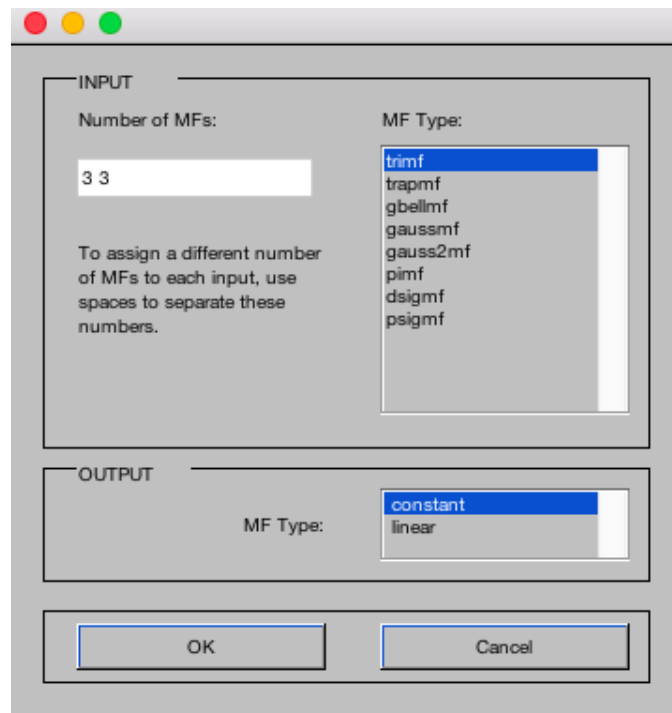 INPUT
Number of MFs:
3 3
To assign a different number
of MFs to each input, use
spaces to separate these
numbers.
MF Type:
trimf
trapmf
gbellmf
gaussmf
gauss2mf
pimf
dsigmf
psigmf
OUTPUT
MF Type:
constant
linear
OK
Cancel